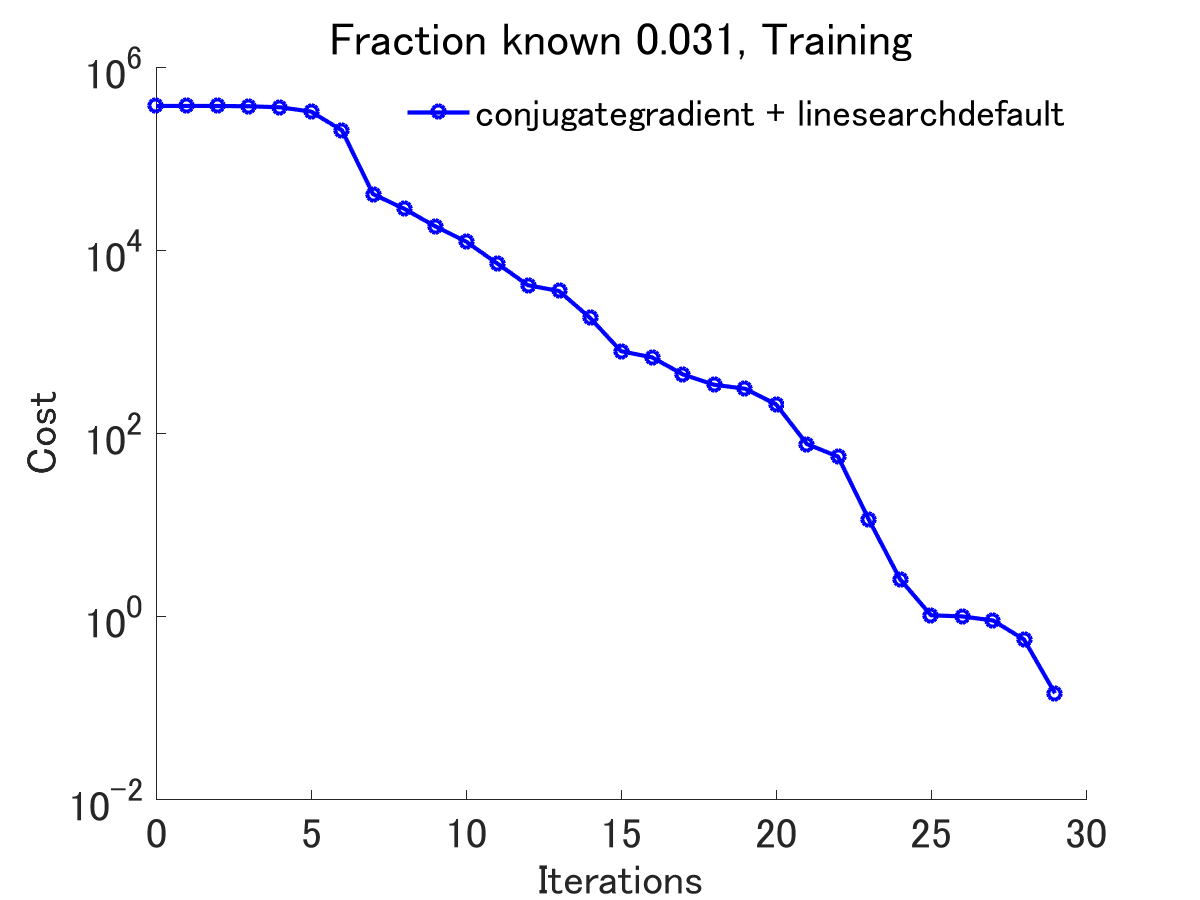 Fraction known 0.031, Training
conjugategradient + linesearchdefault
10^6
10^4
10^2
10^0
10^-2
Cost
0 5 10 15 20 25 30
Iterations